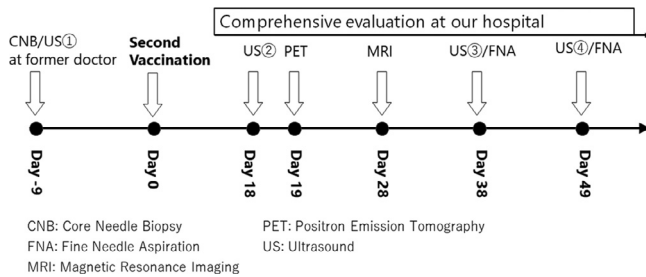 Comprehensive evaluation at our hospital
CNB/US①
at former doctor
Second
Vaccination
US② PET MRI US③/FNA US④/FNA
Day -9 Day 0 Day 18 Day 19 Day 28 Day 38 Day 49
CNB: Core Needle Biopsy PET: Positron Emission Tomography
FNA: Fine Needle Aspiration US: Ultrasound
MRI: Magnetic Resonance Imaging